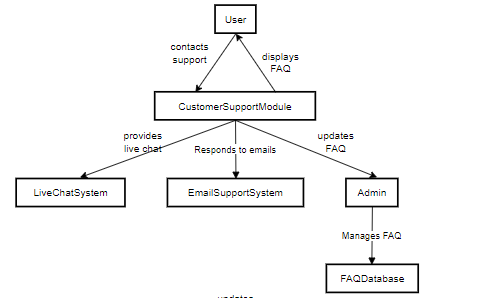 User
contacts
support
displays
FAQ
CustomerSupportModule
provides
live chat
Responds to emails
updates
FAQ
LiveChatSystem
EmailSupportSystem
Admin
Manages FAQ
FAQDatabase
updates